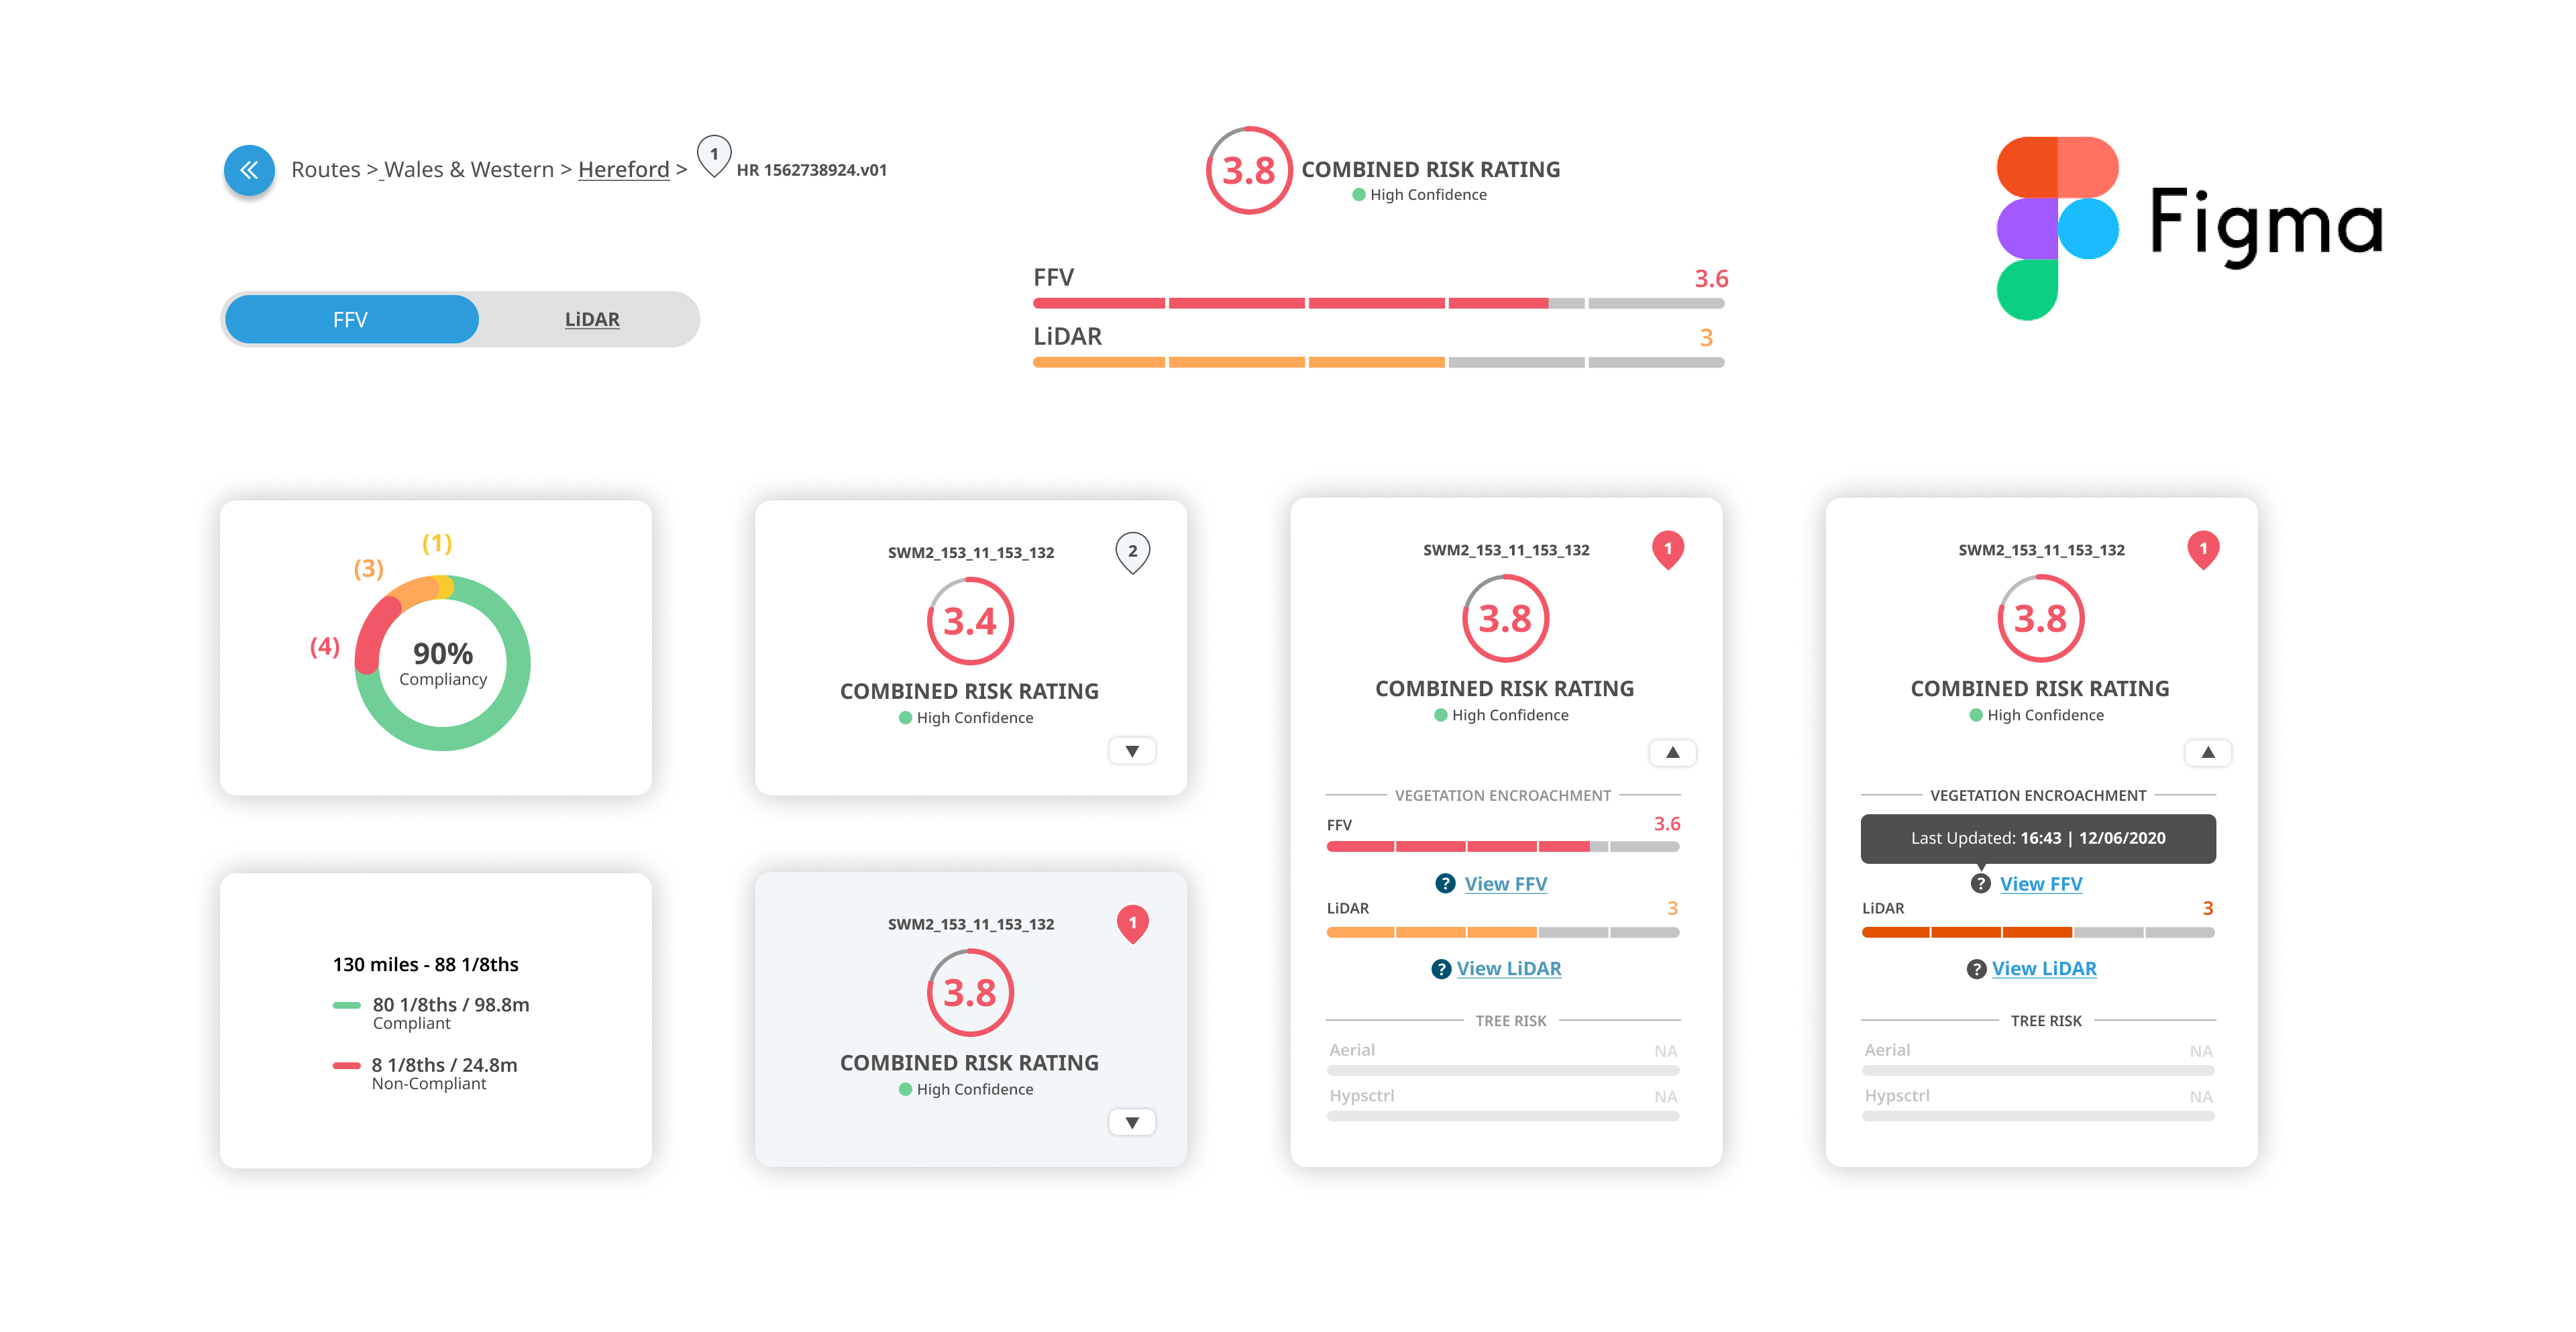 Routes > Wales & Western > Hereford > 1 HR 1562738924.v01
3.8 COMBINED RISK RATING
High Confidence
Figma
FFV LiDAR
FFV 3.6
LiDAR 3
(1)
(3)
(4)
90%
Compliancy
130 miles - 88 1/8ths
80 1/8ths / 98.8m
Compliant
8 1/8ths / 24.8m
Non-Compliant
SWM2_153_11_153_132 2
3.4
COMBINED RISK RATING
High Confidence
SWM2_153_11_153_132 1
3.8
COMBINED RISK RATING
High Confidence
SWM2_153_11_153_132 1
3.8
COMBINED RISK RATING
High Confidence
VEGETATION ENCROACHMENT
FFV 3.6
? View FFV
LiDAR 3
? View LiDAR
TREE RISK
Aerial NA
Hypsctrl NA
SWM2_153_11_153_132 1
3.8
COMBINED RISK RATING
High Confidence
VEGETATION ENCROACHMENT
Last Updated: 16:43 | 12/06/2020
? View FFV
LiDAR 3
? View LiDAR
TREE RISK
Aerial NA
Hypsctrl NA